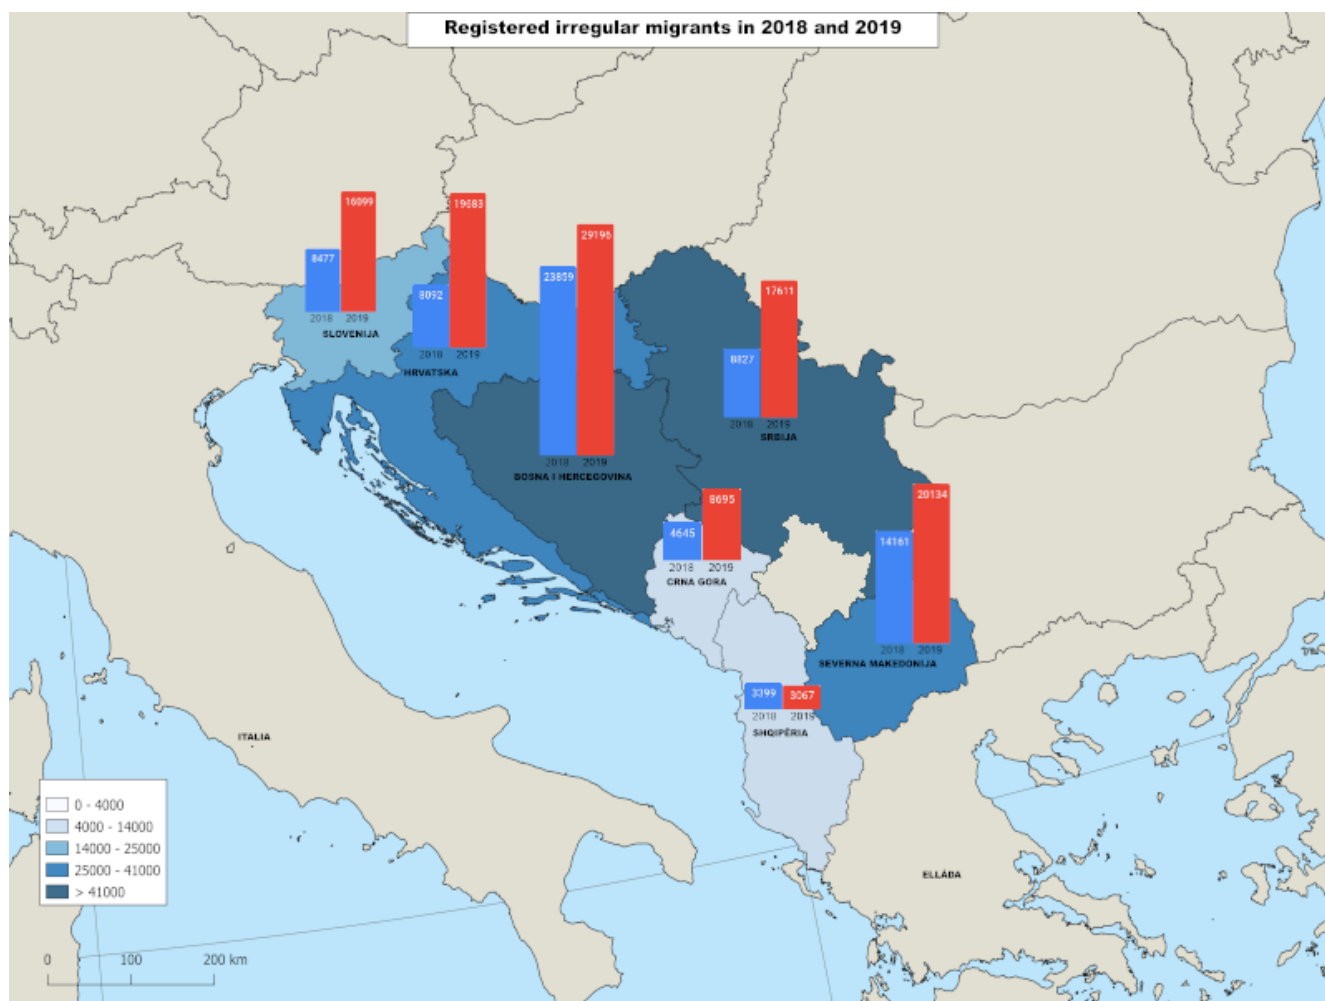 Registered irregular migrants in 2018 and 2019
16099
8477
2018 2019
SLOVENIJA
19683
8092
2018 2019
HRVATSKA
29196
23859
2018 2019
BOSNA I HERCEGOVINA
17611
8827
2018 2019
SRBIJA
8695
4645
2018 2019
CRNA GORA
20134
14161
2018 2019
SEVERNA MAKEDONIJA
3399 3067
2018 2019
SHQIPËRIA
ITALIA
ELLÁDA
0 - 4000
4000 - 14000
14000 - 25000
25000 - 41000
> 41000
0 100 200 km